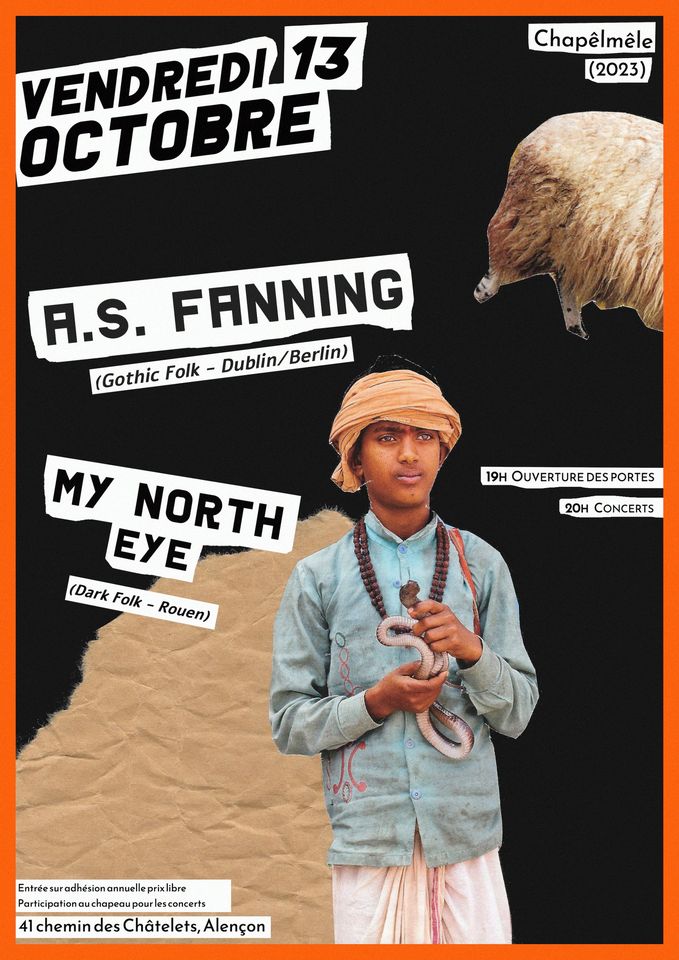 VENDREDI 13
OCTOBRE
Chapêlmêle
(2023)
A.S. FANNING
(Gothic Folk - Dublin/Berlin)
MY NORTH
EYE
(Dark Folk - Rouen)
19H OUVERTURE DES PORTES
20H CONCERTS
Entrée sur adhésion annuelle prix libre
Participation au chapeau pour les concerts
41 chemin des Châtelets, Alençon